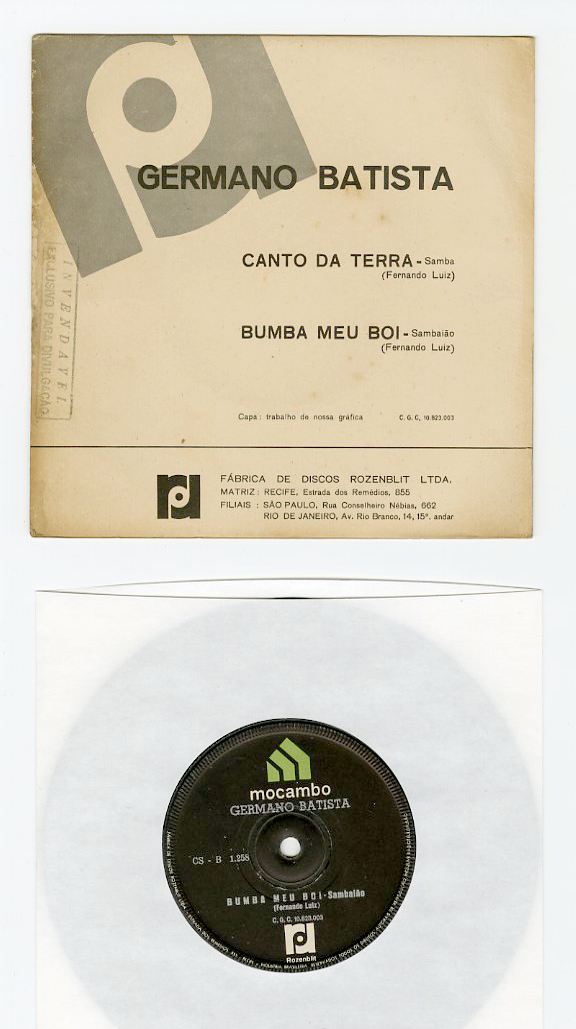 GERMANO BATISTA
CANTO DA TERRA - Samba
(Fernando Luiz)
BUMBA MEU BOI - Sambaião
(Fernando Luiz)
INVENDAVEL
EXCLUSIVO PARA DIVULGAÇÃO
Capa: trabalho de nossa gráfica C. G. C. 10.823.003
FÁBRICA DE DISCOS ROZENBLIT LTDA.
MATRIZ: RECIFE, Estrada dos Remédios, 855
FILIAIS : SÃO PAULO, Rua Conselheiro Nébias, 662
RIO DE JANEIRO, Av. Rio Branco, 14, 15º. andar
mocambo
GERMANO BATISTA
CS - B 1.258
BUMBA MEU BOI - Sambaião
(Fernando Luiz)
C. G. C. 10.823.003
Rozenblit